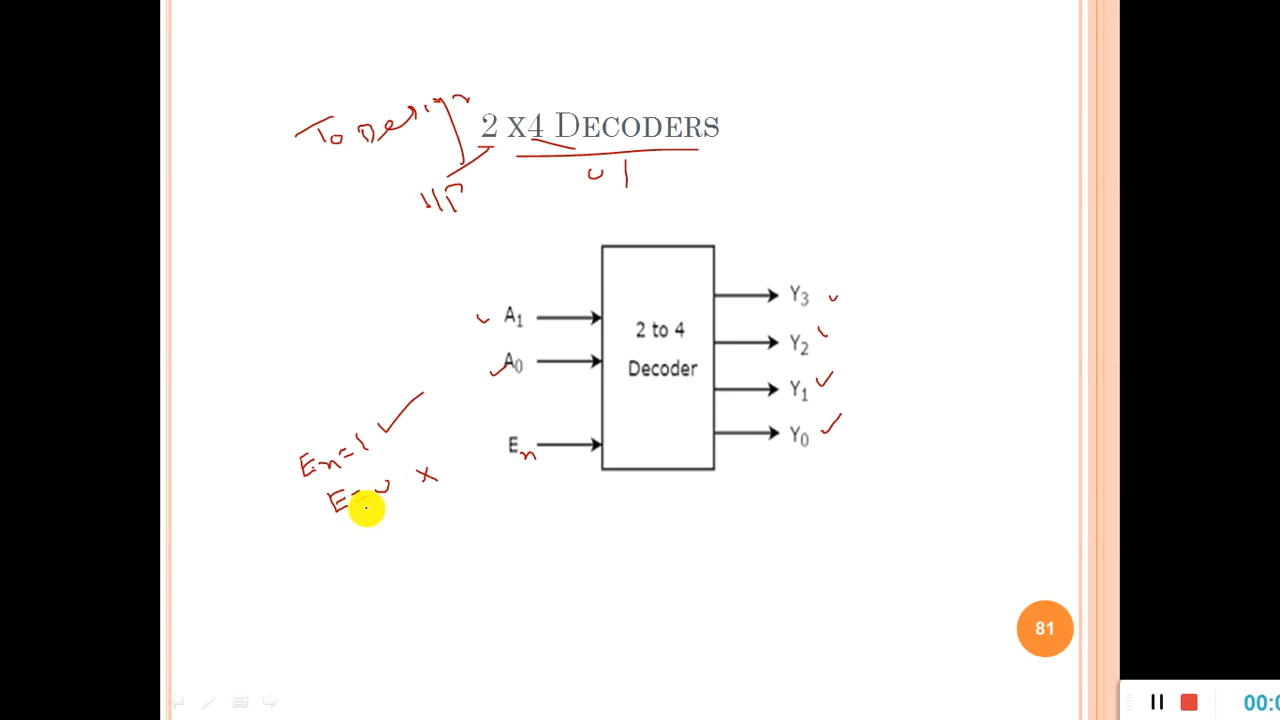 To Design 2 X4 DECODERS
I/P
A1
A0
En
2 to 4
Decoder
Y3
Y2
Y1
Y0
En=1
E=0 x
81